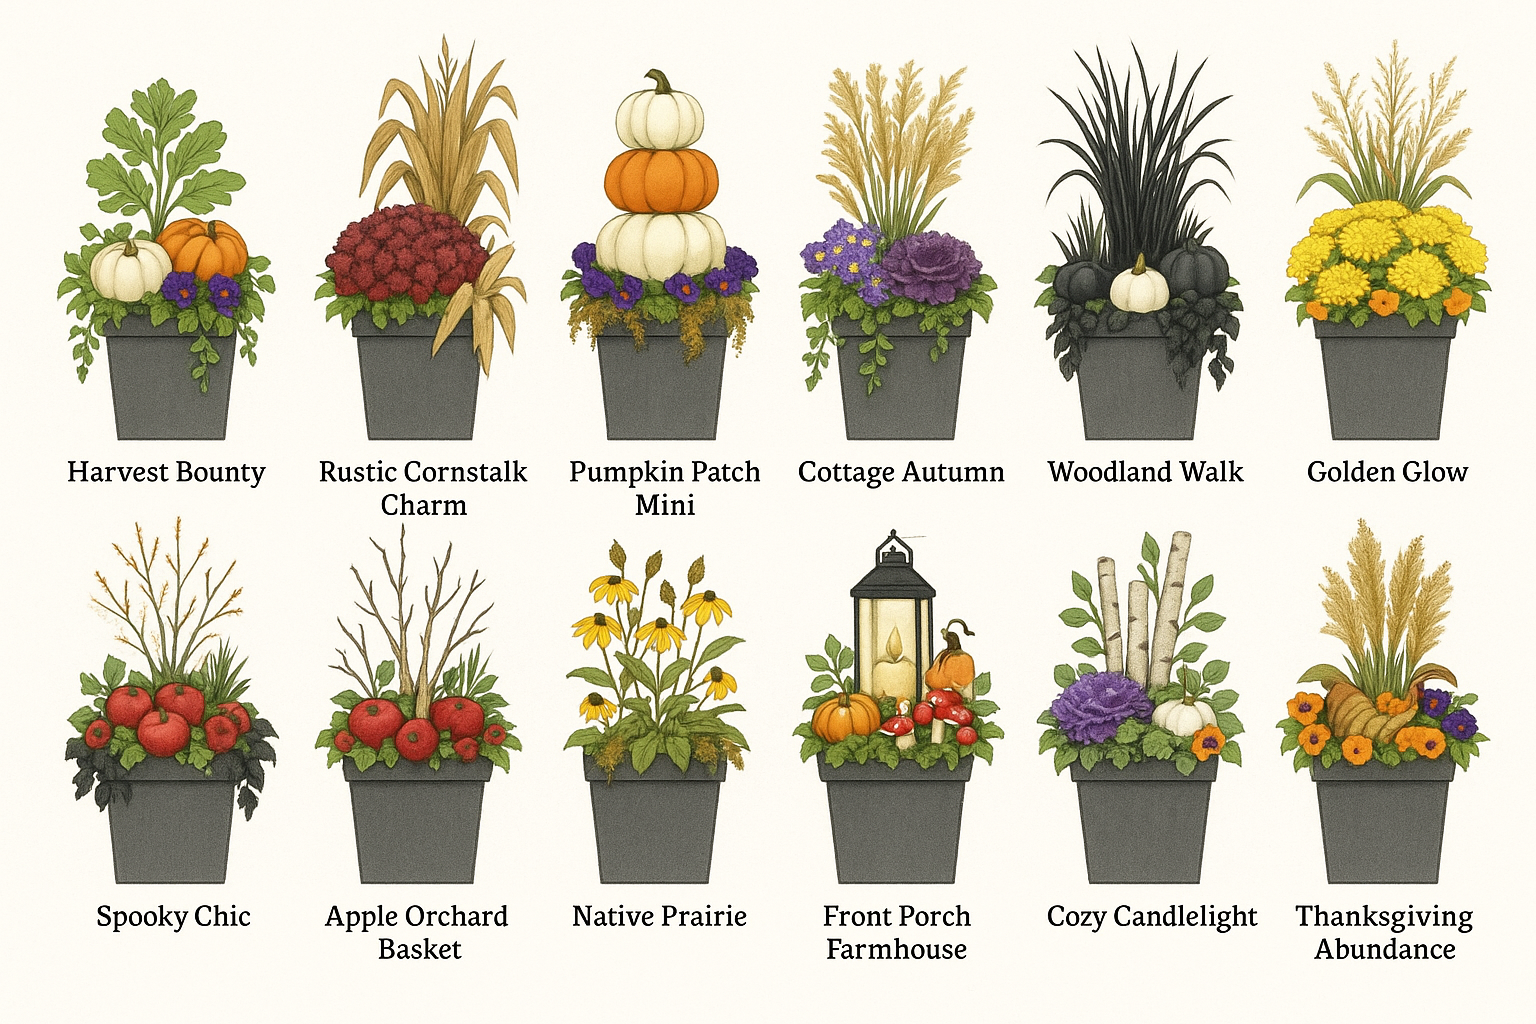 Harvest Bounty
Rustic Cornstalk
Charm
Pumpkin Patch
Mini
Cottage Autumn
Woodland Walk
Golden Glow
Spooky Chic
Apple Orchard
Basket
Native Prairie
Front Porch
Farmhouse
Cozy Candlelight
Thanksgiving
Abundance